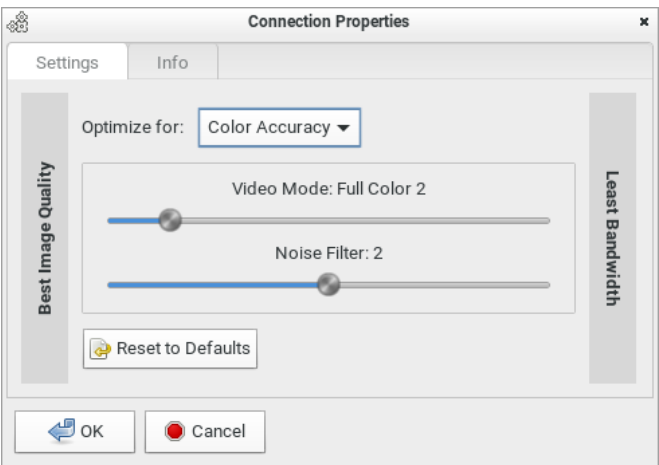 Connection Properties
Settings
Info
Best Image Quality
Optimize for:
Color Accuracy
Video Mode: Full Color 2
Noise Filter: 2
Reset to Defaults
Least Bandwidth
OK
Cancel